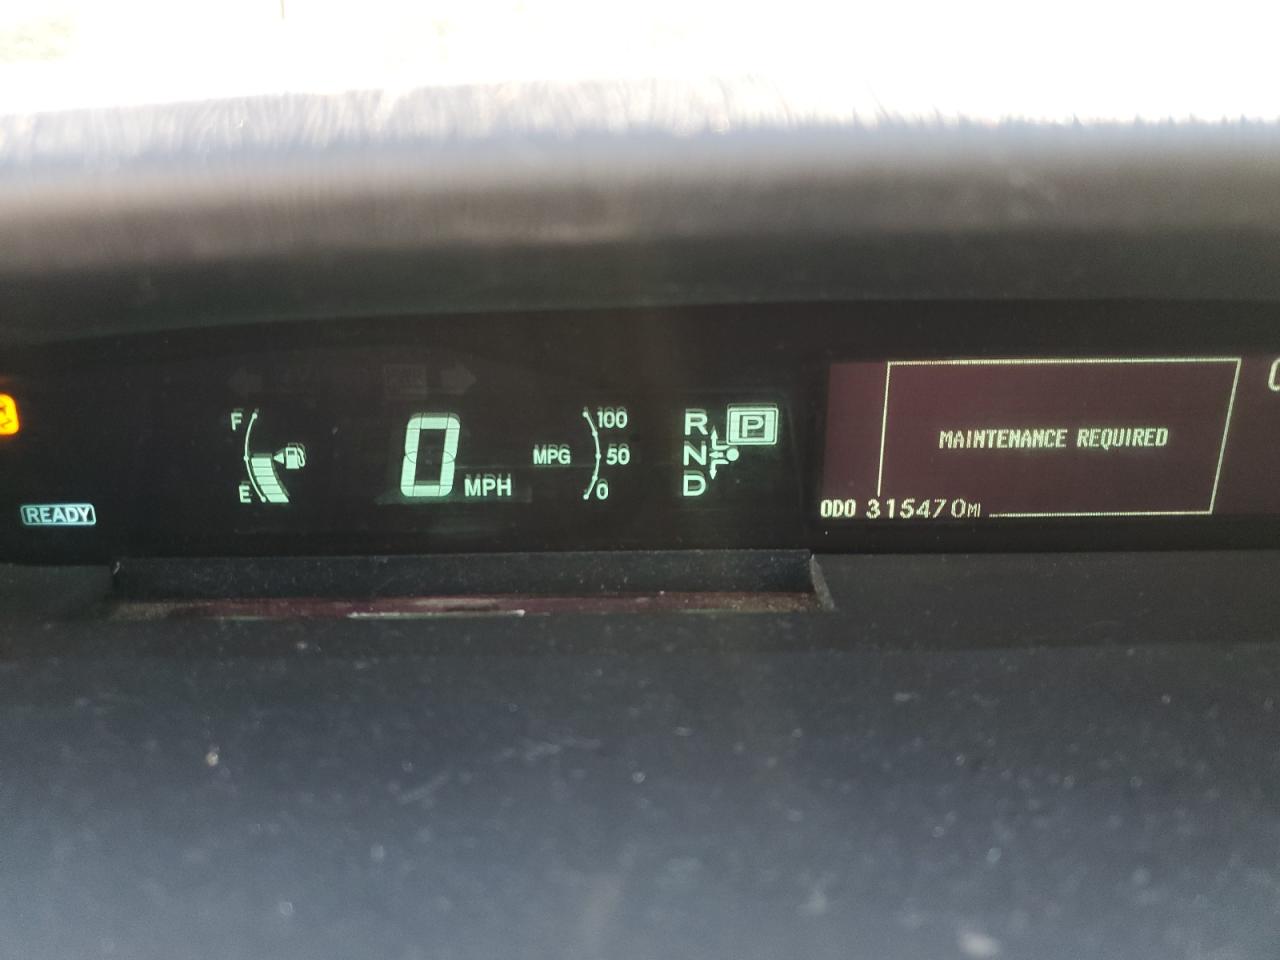 F
E
READY
0 MPH
MPG
100
50
0
R
N
D
P
MAINTENANCE REQUIRED
ODO 315470 MI